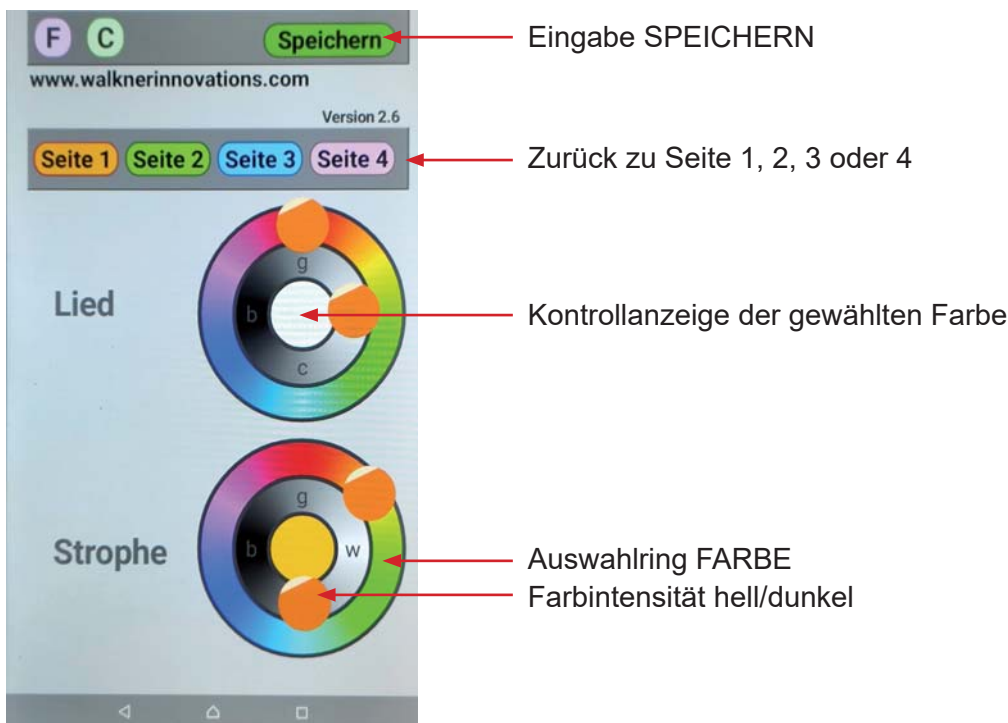 F C Speichern
Eingabe SPEICHERN
www.walknerinnovations.com
Version 2.6
Seite 1 Seite 2 Seite 3 Seite 4
Zurück zu Seite 1, 2, 3 oder 4
Lied
g
b
c
Kontrollanzeige der gewählten Farbe
Strophe
g
b
w
Auswahlring FARBE
Farbintensität hell/dunkel